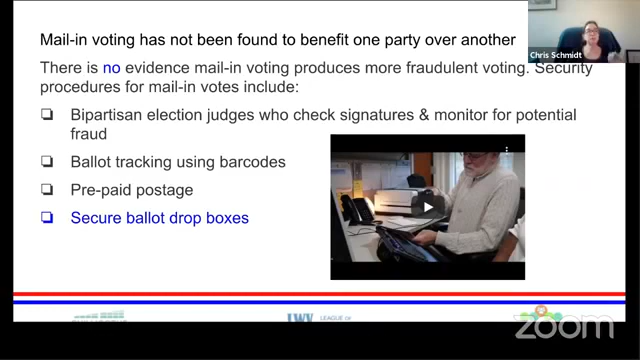 Mail-in voting has not been found to benefit one party over another
Chris Schmidt
There is no evidence mail-in voting produces more fraudulent voting. Security
procedures for mail-in votes include:
Bipartisan election judges who check signatures & monitor for potential
fraud
Ballot tracking using barcodes
Pre-paid postage
Secure ballot drop boxes
LWV LEAGUE OF
zoom